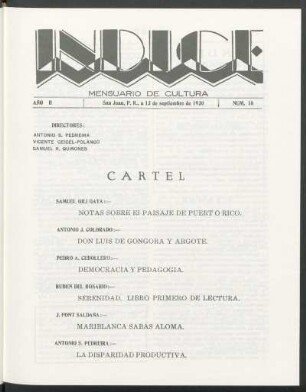 INDICE
MENSUARIO DE CULTURA
AÑO II San Juan, P. R., a 13 de septiembre de 1930 NUM. 18
DIRECTORES:
ANTONIO S. PEDREIRA
VICENTE GEIGEL-POLANCO
SAMUEL R. QUIÑONES
CARTEL
SAMUEL GILI GAYA:—
NOTAS SOBRE EL PAISAJE DE PUERTO RICO.
ANTONIO J. COLORADO:—
DON LUIS DE GONGORA Y ARGOTE.
PEDRO A. CEBOLLERO:—
DEMOCRACIA Y PEDAGOGIA.
RUBEN DEL ROSARIO:—
SERENIDAD. LIBRO PRIMERO DE LECTURA.
J. FONT SALDAÑA:—
MARIBLANCA SABAS ALOMA.
ANTONIO S. PEDREIRA:—
LA DISPARIDAD PRODUCTIVA.